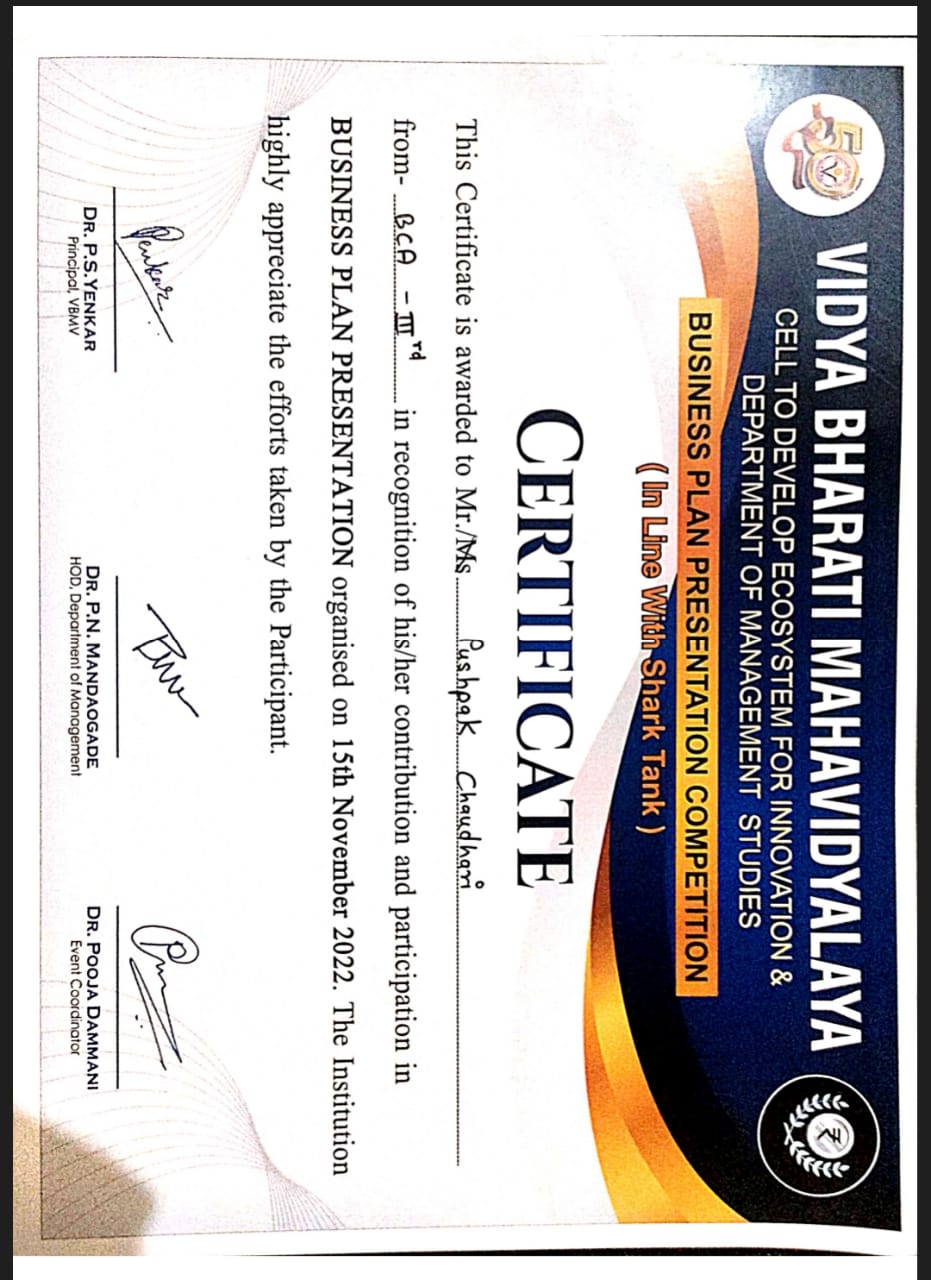 50
VIDYA BHARATI MAHAVIDYALAYA
CELL TO DEVELOP ECOSYSTEM FOR INNOVATION &
DEPARTMENT OF MANAGEMENT STUDIES
₹
BUSINESS PLAN PRESENTATION COMPETITION
( In Line With Shark Tank )
CERTIFICATE
This Certificate is awarded to Mr./Ms Pushpak Chaudhari
from- BCA - III rd in recognition of his/her contribution and participation in
BUSINESS PLAN PRESENTATION organised on 15th November 2022. The Institution
highly appreciate the efforts taken by the Participant.
DR. P.S.YENKAR DR. P.N. MANDAOGADE DR. POOJA DAMMANI
Principal, VBMV HOD, Department of Management Event Coordinator